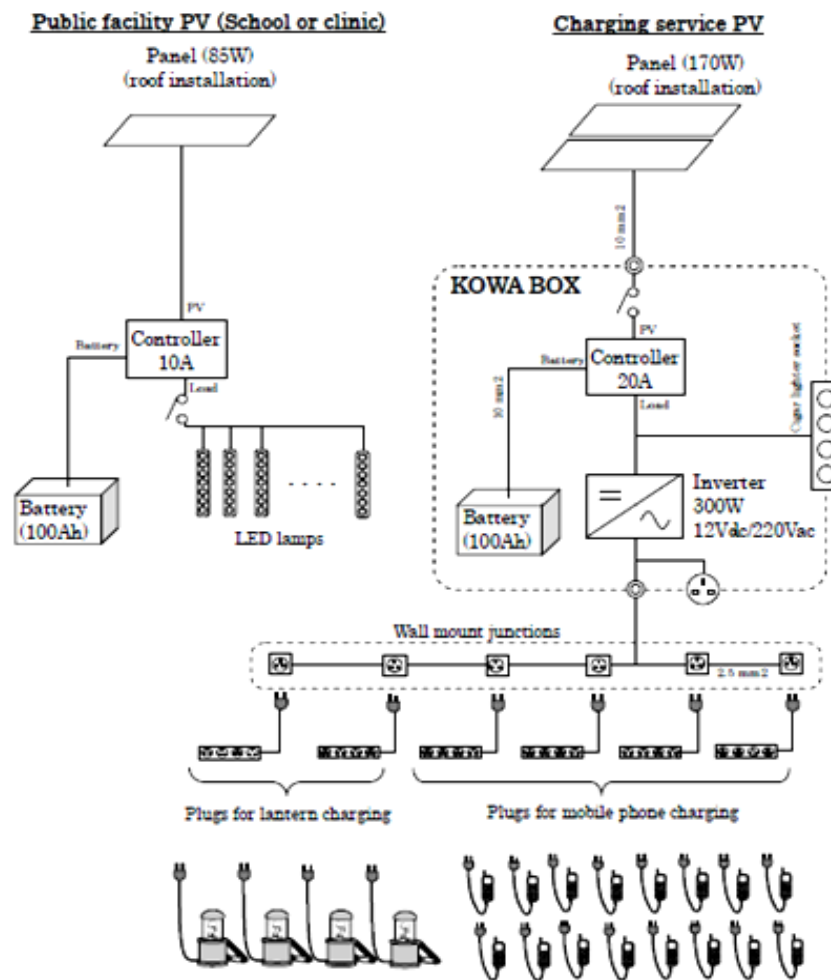 Public facility PV (School or clinic)
Panel (85W)
(roof installation)
PV
Battery
Controller
10A
Load
Battery
(100Ah)
LED lamps
Charging service PV
Panel (170W)
(roof installation)
10 mm2
KOWA BOX
PV
Battery
Controller
20A
Load
10 mm2
Cigar lighter socket
Battery
(100Ah)
Inverter
300W
12Vdc/220Vac
Wall mount junctions
2.5 mm2
Plugs for lantern charging
Plugs for mobile phone charging